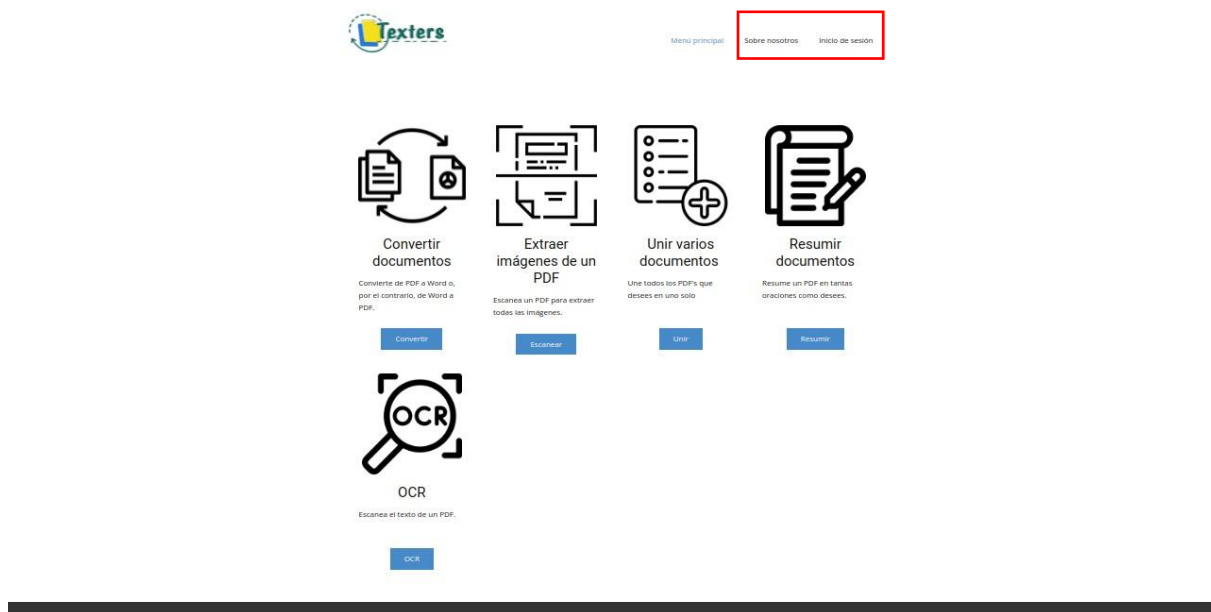 Texters
Menú principal
Sobre nosotros
Inicio de sesión
Convertir
documentos
Convierte de PDF a Word o,
por el contrario, de Word a
PDF.
Convertir
Extraer
imágenes de un
PDF
Escanea un PDF para extraer
todas las imágenes.
Escanear
Unir varios
documentos
Une todos los PDF's que
desees en uno solo
Unir
Resumir
documentos
Resume un PDF en tantas
oraciones como desees.
Resumir
OCR
OCR
Escanea el texto de un PDF.
OCR